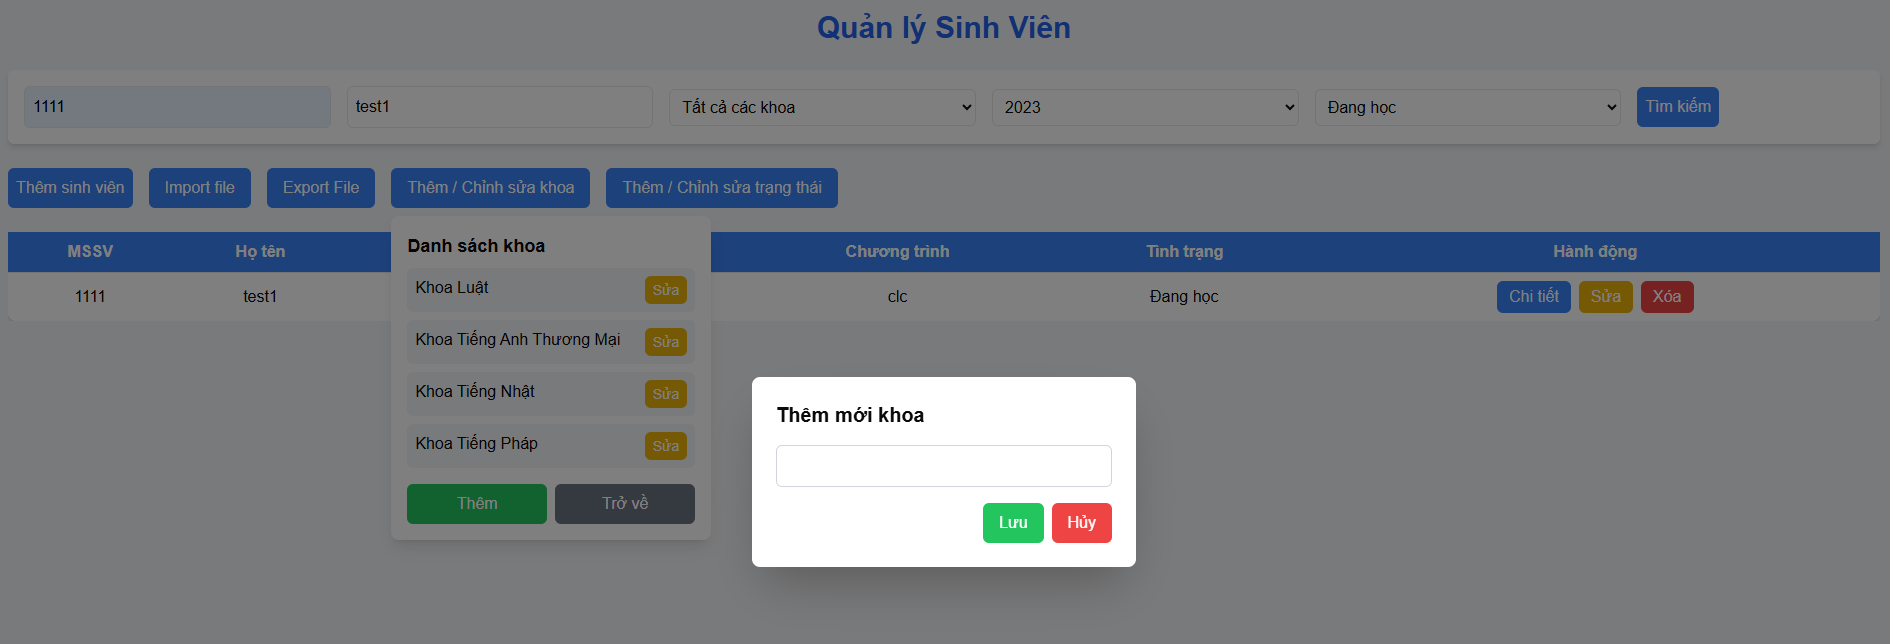 Quản lý Sinh Viên
1111 test1 Tất cả các khoa 2023 Đang học Tìm kiếm
Thêm sinh viên Import file Export File Thêm / Chỉnh sửa khoa Thêm / Chỉnh sửa trạng thái
MSSV Họ tên Chương trình Tình trạng Hành động
1111 test1 clc Đang học Chi tiết Sửa Xóa
Danh sách khoa
Khoa Luật Sửa
Khoa Tiếng Anh Thương Mại Sửa
Khoa Tiếng Nhật Sửa
Khoa Tiếng Pháp Sửa
Thêm Trở về
Thêm mới khoa
Lưu Hủy